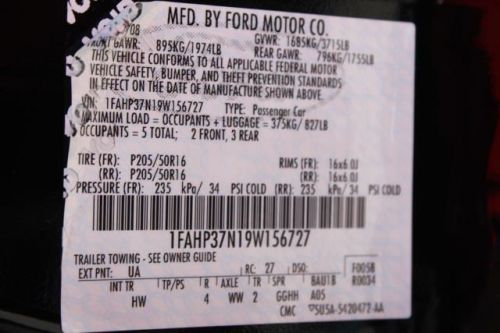 MFD. BY FORD MOTOR CO.
/08 GVWR: 1685KG/3715LB
FRONT GAWR: 895KG/1974LB REAR GAWR: 796KG/1755LB
THIS VEHICLE CONFORMS TO ALL APPLICABLE FEDERAL MOTOR
VEHICLE SAFETY, BUMPER, AND THEFT PREVENTION STANDARDS
IN EFFECT ON THE DATE OF MANUFACTURE SHOWN ABOVE.
VIN: 1FAHP37N19W156727 TYPE: Passenger Car
MAXIMUM LOAD = OCCUPANTS + LUGGAGE = 375KG/ 827LB
OCCUPANTS = 5 TOTAL; 2 FRONT, 3 REAR
TIRE (FR): P205/50R16 RIMS (FR): 16x6.0J
(RR): P205/50R16 (RR): 16x6.0J
PRESSURE (FR): 235 kPa/ 34 PSI COLD (RR): 235 kPa/ 34 PSI COLD
1FAHP37N19W156727
TRAILER TOWING - SEE OWNER GUIDE
EXT PNT: UA RC: 27 DSO: F005B
INT TR TP/PS R AXLE TR SPR BAU18 R0034
HW 4 WW 2 GGHH A05
CMC 5U5A-5420472-AA